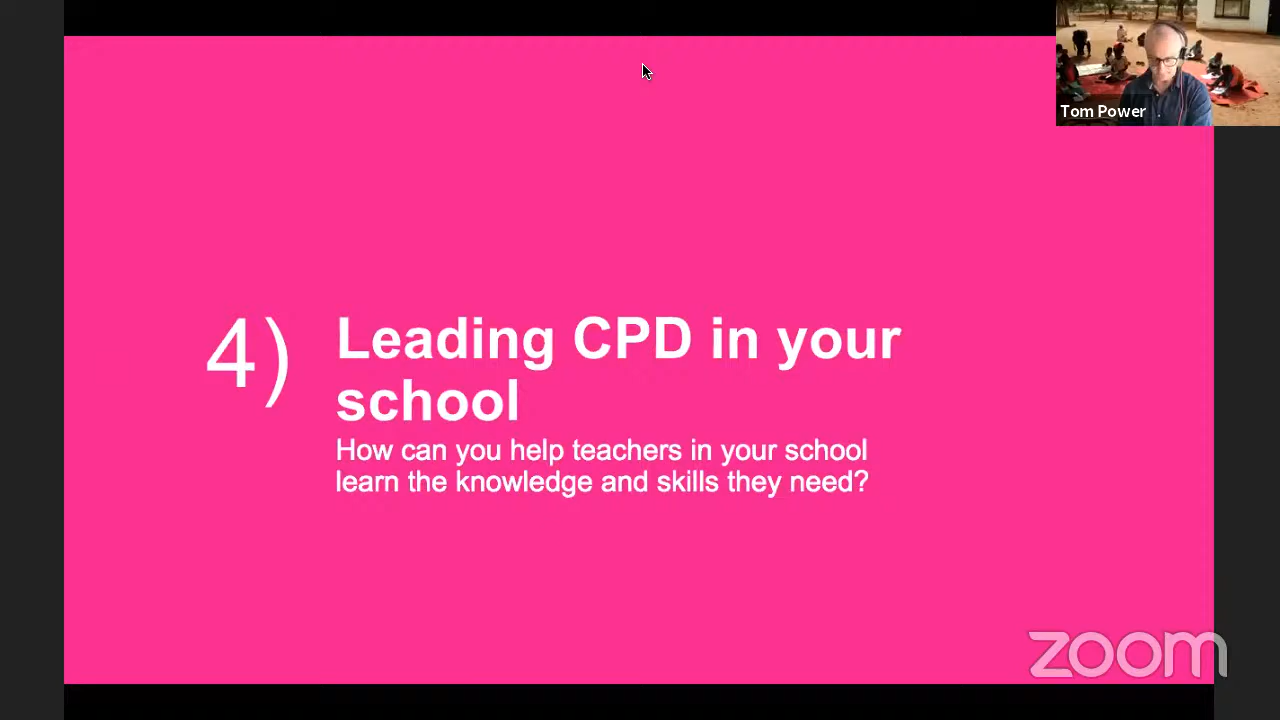 Tom Power
4)
Leading CPD in your
school
How can you help teachers in your school
learn the knowledge and skills they need?
zoom